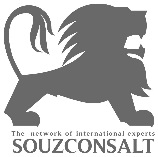 The network of international experts
SOUZCONSALT